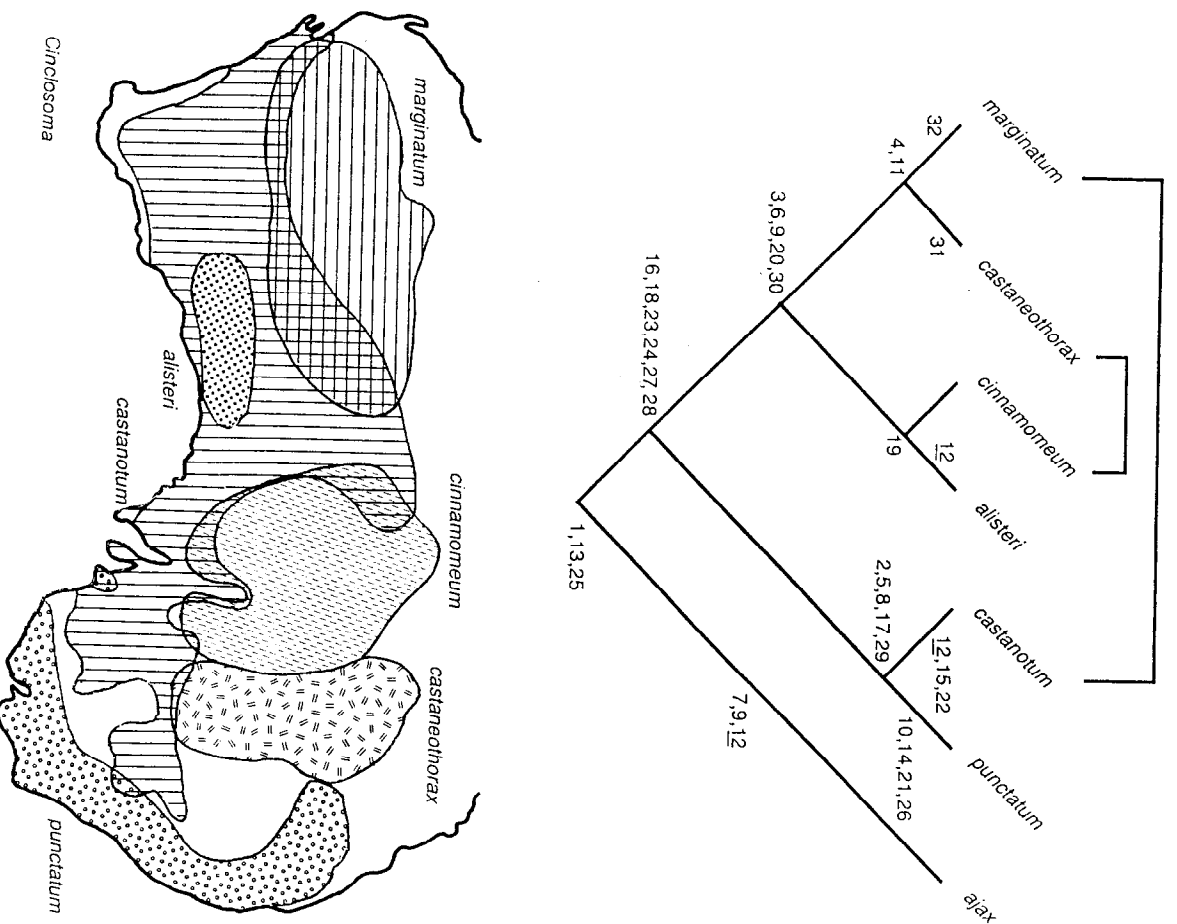 Cinclosoma
marginatum
alisteri
castanotum
cinnamomeum
castaneothorax
punctatum
marginatum
castaneothorax
cinnamomeum
alisteri
castanotum
punctatum
ajax
32
4,11
31
3,6,9,20,30
19
12
16,18,23,24,27,28
2,5,8,17,29
12,15,22
10,14,21,26
1,13,25
7,9,12